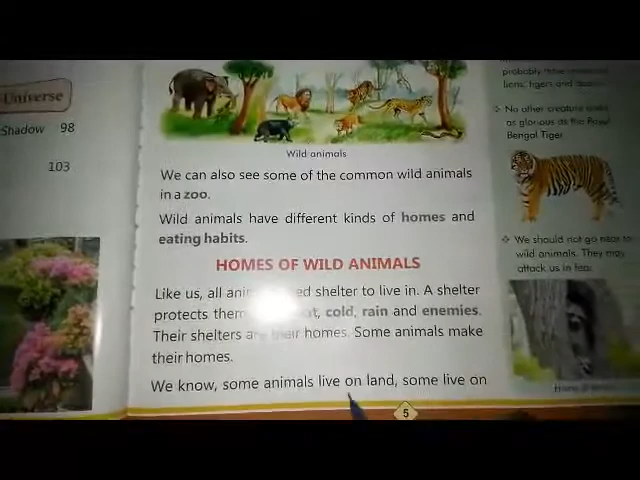 Universe
Shadow 98
103
Wild animals
We can also see some of the common wild animals
in a zoo.
Wild animals have different kinds of homes and
eating habits.
HOMES OF WILD ANIMALS
Like us, all need shelter to live in. A shelter
protects them cold, rain and enemies.
Their shelters are their homes. Some animals make
their homes.
We know, some animals live on land, some live on
5
probably three
lions, tigers and
No other creature
as glorious as the Royal
Bengal Tiger.
We should not go near to
wild animals. They may
attack us in fear.